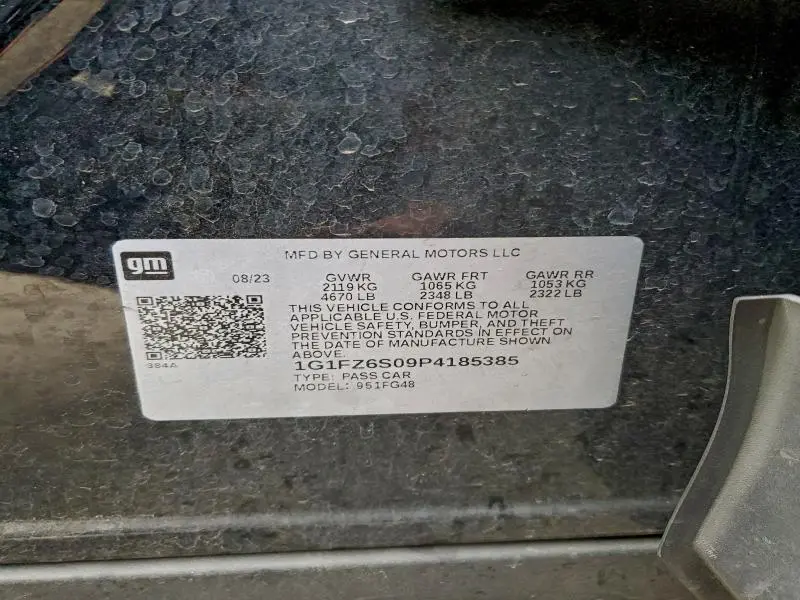 gm
MFD BY GENERAL MOTORS LLC
08/23 GVWR GAWR FRT GAWR RR
2119 KG 1065 KG 1053 KG
4670 LB 2348 LB 2322 LB
THIS VEHICLE CONFORMS TO ALL
APPLICABLE U.S. FEDERAL MOTOR
VEHICLE SAFETY, BUMPER, AND THEFT
PREVENTION STANDARDS IN EFFECT ON
THE DATE OF MANUFACTURE SHOWN
ABOVE.
384A
1G1FZ6S09P4185385
TYPE: PASS CAR
MODEL: 951FG48